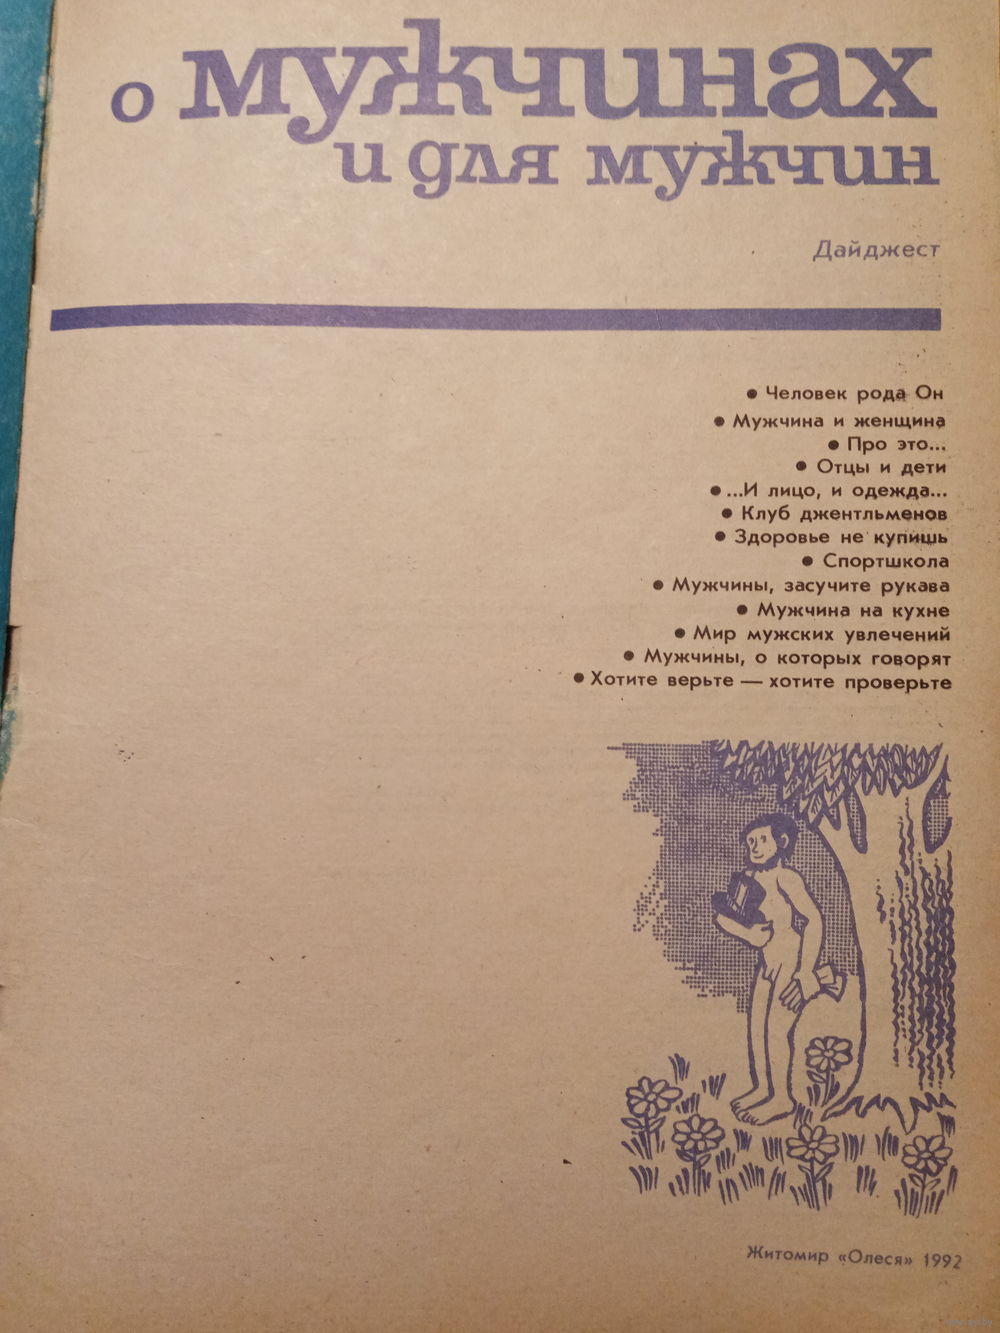 о мужчинах
и для мужчин
Дайджест
• Человек рода Он
• Мужчина и женщина
• Про это...
• Отцы и дети
• ...И лицо, и одежда...
• Клуб джентльменов
• Здоровье не купишь
• Спортшкола
• Мужчины, засучите рукава
• Мужчина на кухне
• Мир мужских увлечений
• Мужчины, о которых говорят
• Хотите верьте — хотите проверьте
Житомир «Олеся» 1992